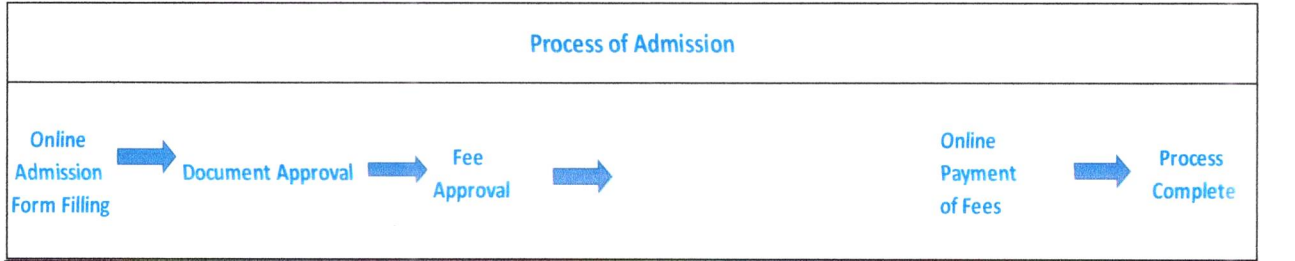 Process of Admission
Online
Admission
Form Filling
Document Approval
Fee
Approval
Online
Payment
of Fees
Process
Complete